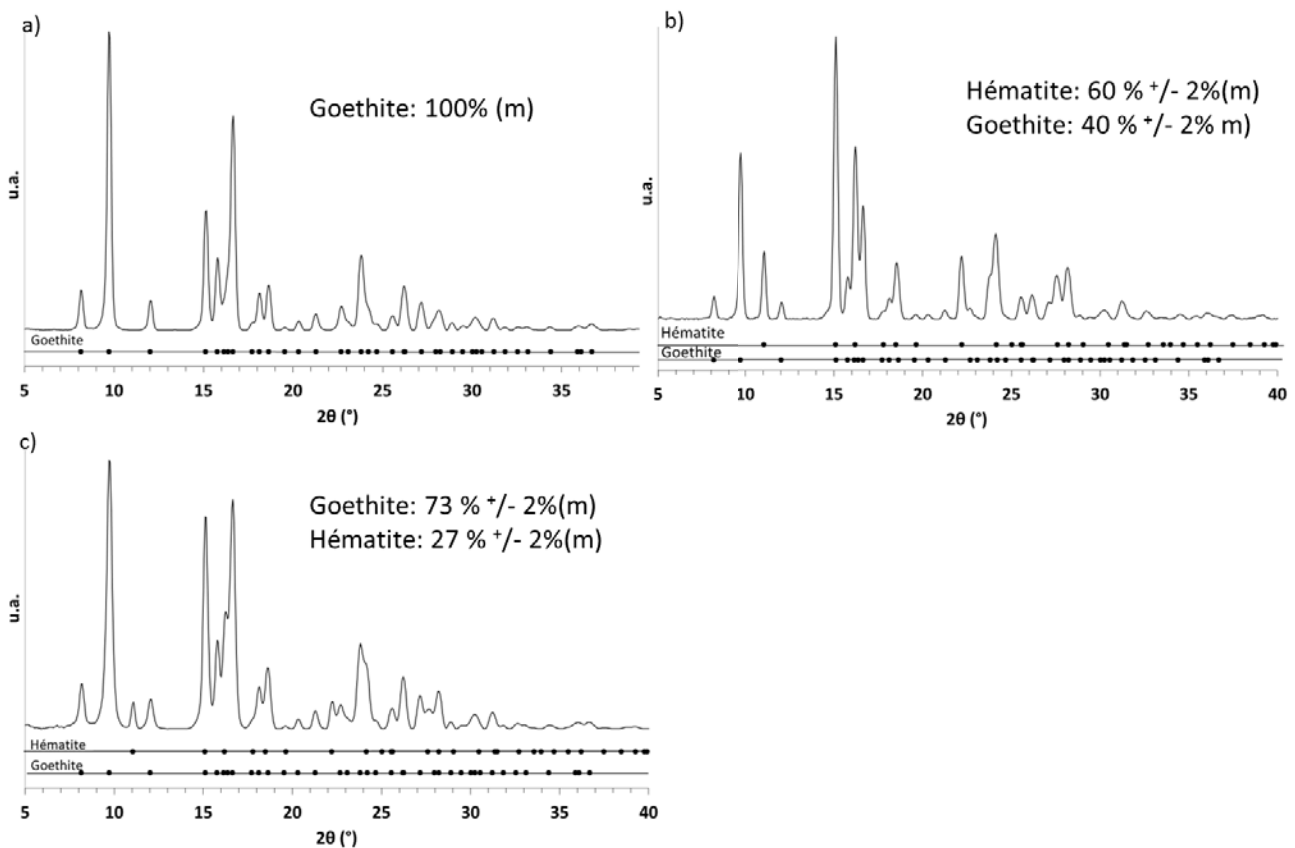 a)
Goethite: 100% (m)
u.a.
Goethite
5 10 15 20 25 30 35
2θ (°)
b)
Hématite: 60 % +/- 2%(m)
Goethite: 40 % +/- 2% m)
u.a.
Hématite
Goethite
5 10 15 20 25 30 35 40
2θ (°)
c)
Goethite: 73 % +/- 2%(m)
Hématite: 27 % +/- 2%(m)
u.a.
Hématite
Goethite
5 10 15 20 25 30 35 40
2θ (°)